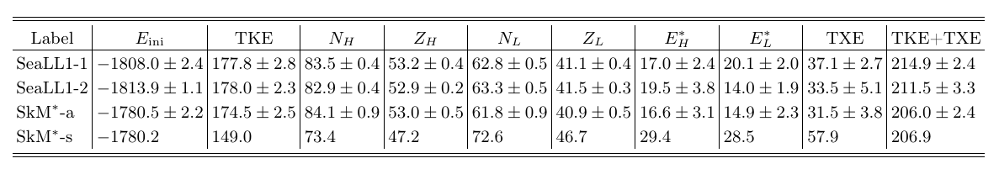 Label E_ini TKE N_H Z_H N_L Z_L E*_H E*_L TXE TKE+TXE
SeaLL1-1 −1808.0 ± 2.4 177.8 ± 2.8 83.5 ± 0.4 53.2 ± 0.4 62.8 ± 0.5 41.1 ± 0.4 17.0 ± 2.4 20.1 ± 2.0 37.1 ± 2.7 214.9 ± 2.4
SeaLL1-2 −1813.9 ± 1.1 178.0 ± 2.3 82.9 ± 0.4 52.9 ± 0.2 63.3 ± 0.5 41.5 ± 0.3 19.5 ± 3.8 14.0 ± 1.9 33.5 ± 5.1 211.5 ± 3.3
SkM*-a −1780.5 ± 2.2 174.5 ± 2.5 84.1 ± 0.9 53.0 ± 0.5 61.8 ± 0.9 40.9 ± 0.5 16.6 ± 3.1 14.9 ± 2.3 31.5 ± 3.8 206.0 ± 2.4
SkM*-s −1780.2 149.0 73.4 47.2 72.6 46.7 29.4 28.5 57.9 206.9